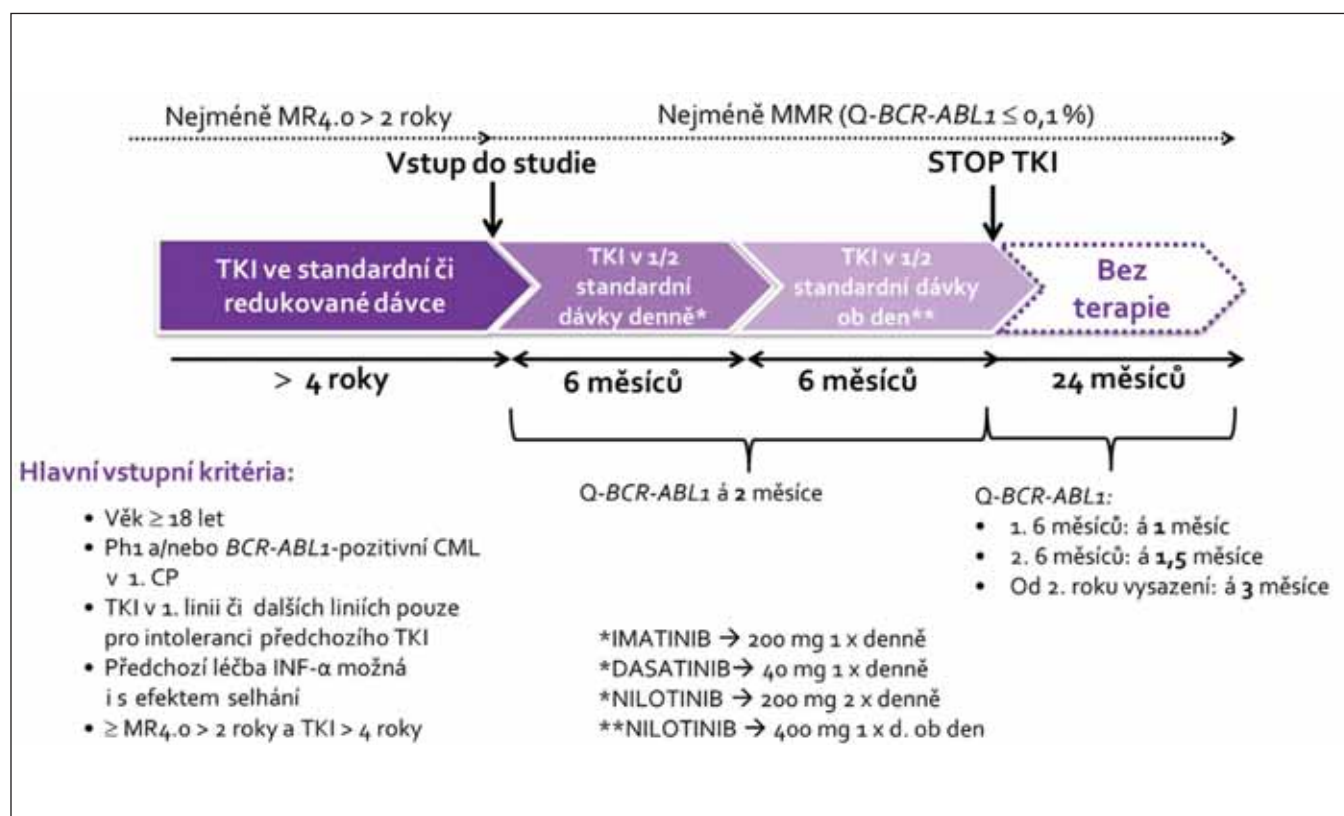 Nejméně MR4.0 > 2 roky
Nejméně MMR (Q-BCR-ABL1 ≤ 0,1 %)
Vstup do studie
STOP TKI
TKI ve standardní či
redukované dávce
TKI v 1/2
standardní
dávky denně*
TKI v 1/2
standardní dávky
ob den**
Bez
terapie
> 4 roky
6 měsíců
6 měsíců
24 měsíců
Hlavní vstupní kritéria:
• Věk ≥ 18 let
• Ph1 a/nebo BCR-ABL1-pozitivní CML
v 1. CP
• TKI v 1. linii či dalších liniích pouze
pro intoleranci předchozího TKI
• Předchozí léčba INF-α možná
i s efektem selhání
• ≥ MR4.0 > 2 roky a TKI > 4 roky
Q-BCR-ABL1 á 2 měsíce
*IMATINIB → 200 mg 1 x denně
*DASATINIB → 40 mg 1 x denně
*NILOTINIB → 200 mg 2 x denně
**NILOTINIB → 400 mg 1 x d. ob den
Q-BCR-ABL1:
• 1. 6 měsíců: á 1 měsíc
• 2. 6 měsíců: á 1,5 měsíce
• Od 2. roku vysazení: á 3 měsíce